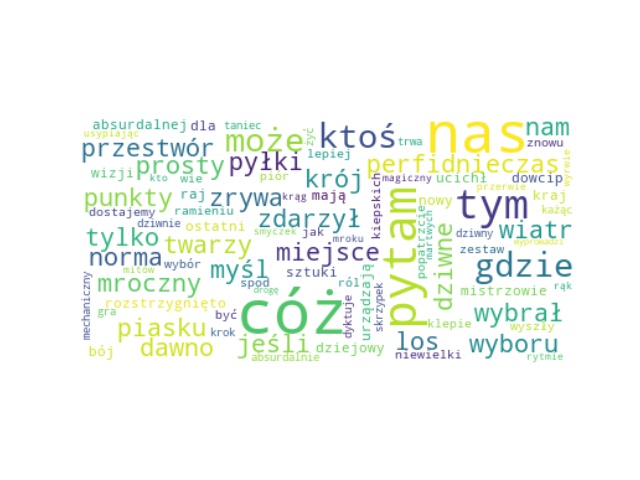 absurdalnej dla taniec
usypiając
przestwór
może
żyć
ktoś
trwa
nas
nam
znowu
wizji
prosty
pyłki
lepiej
perfidnie
czas
wyrwie
kto wie
piór
krój
kiepskich
magiczny
ucichł
dowcip
przerwie
punkty
raj
zrywa
krąg
mają
pytam
nowy
tym
kraj
każąc
dostajemy
ramieniu
zdarzył
popatrzcie
martwych
dziwnie
ostatni
smyczek
jak
mroku
dziwne
dziwny
wiatr
tylko
twarzy
miejsce
zestaw
wyprowadzi
norma
wybór
myśl
sztuki
gdzie
mitów
mroczny
spod
ról
urządzają
skrzypek
mistrzowie
rąk
mechaniczny
rozstrzygnięto
drogę
cóż
dyktuje
gra
być
wybrał
piasku
krok
klepie
wyszły
bój
dawno
jeśli
dziejowy
los
wyboru
absurdalnie
niewielki
rytmie